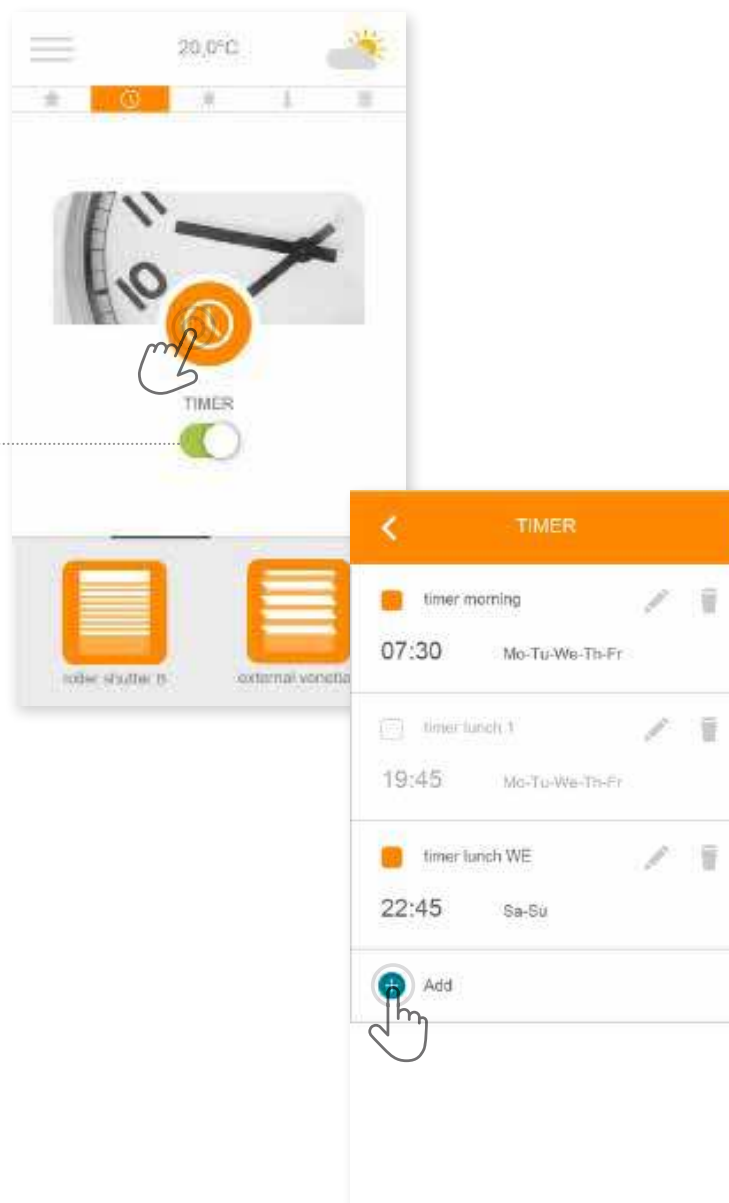 20,0°C
11
10
TIMER
roller shutter B
external venetia
TIMER
timer morning
07:30 Mo-Tu-We-Th-Fr
timer lunch 1
19:45 Mo-Tu-We-Th-Fr
timer lunch WE
22:45 Sa-Su
Add